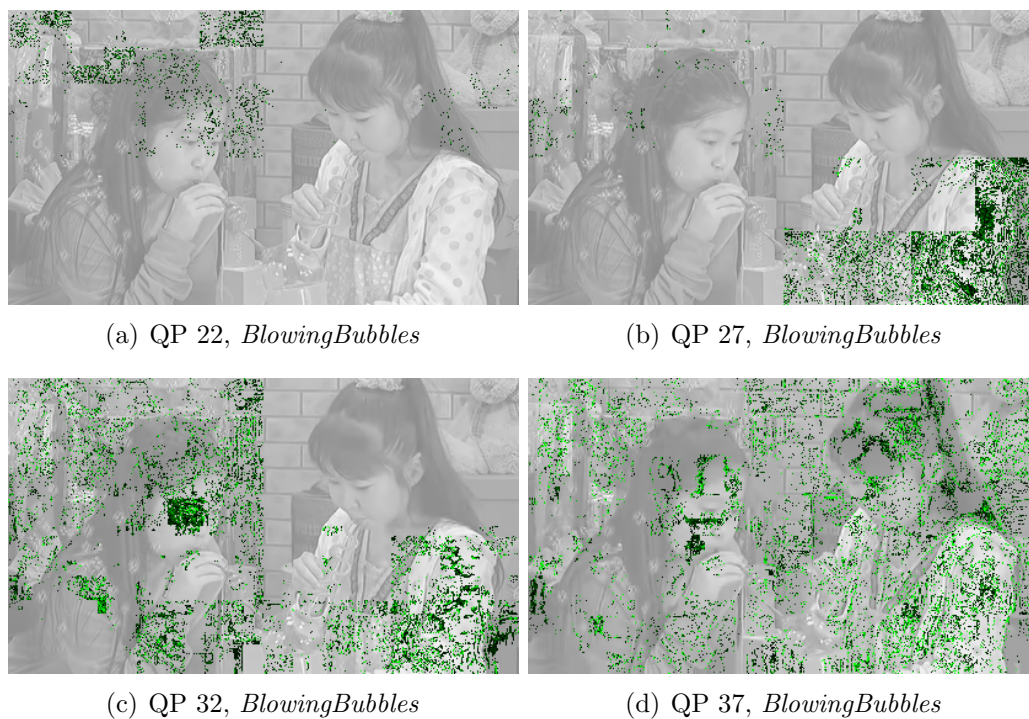 (a) QP 22, BlowingBubbles
(b) QP 27, BlowingBubbles
(c) QP 32, BlowingBubbles
(d) QP 37, BlowingBubbles